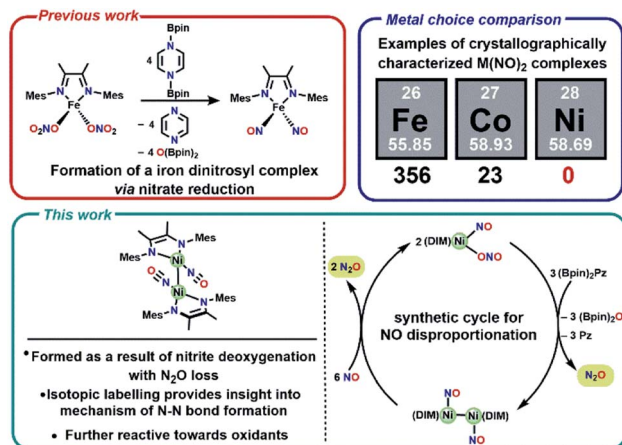 Previous work
Bpin
N
4
N
Bpin
Mes
N
N
Mes
Fe
O2NO
ONO2
N
– 4
N
– 4 O(Bpin)2
Mes
N
N
Mes
Fe
NO
NO
Formation of a iron dinitrosyl complex
via nitrate reduction
Metal choice comparison
Examples of crystallographically
characterized M(NO)2 complexes
26
27
28
Fe
Co
Ni
55.85
58.93
58.69
356
23
0
This work
Mes
N
N
Mes
Ni
N
O
O
N
Ni
N
N
Mes
Mes
•Formed as a result of nitrite deoxygenation
with N2O loss
•Isotopic labelling provides insight into
mechanism of N-N bond formation
• Further reactive towards oxidants
NO
2 (DIM)Ni
ONO
2 N2O
3 (Bpin)2Pz
synthetic cycle for
NO disproportionation
– 3 (Bpin)2O
– 3 Pz
6 NO
N2O
NO
(DIM)Ni
Ni(DIM)
NO